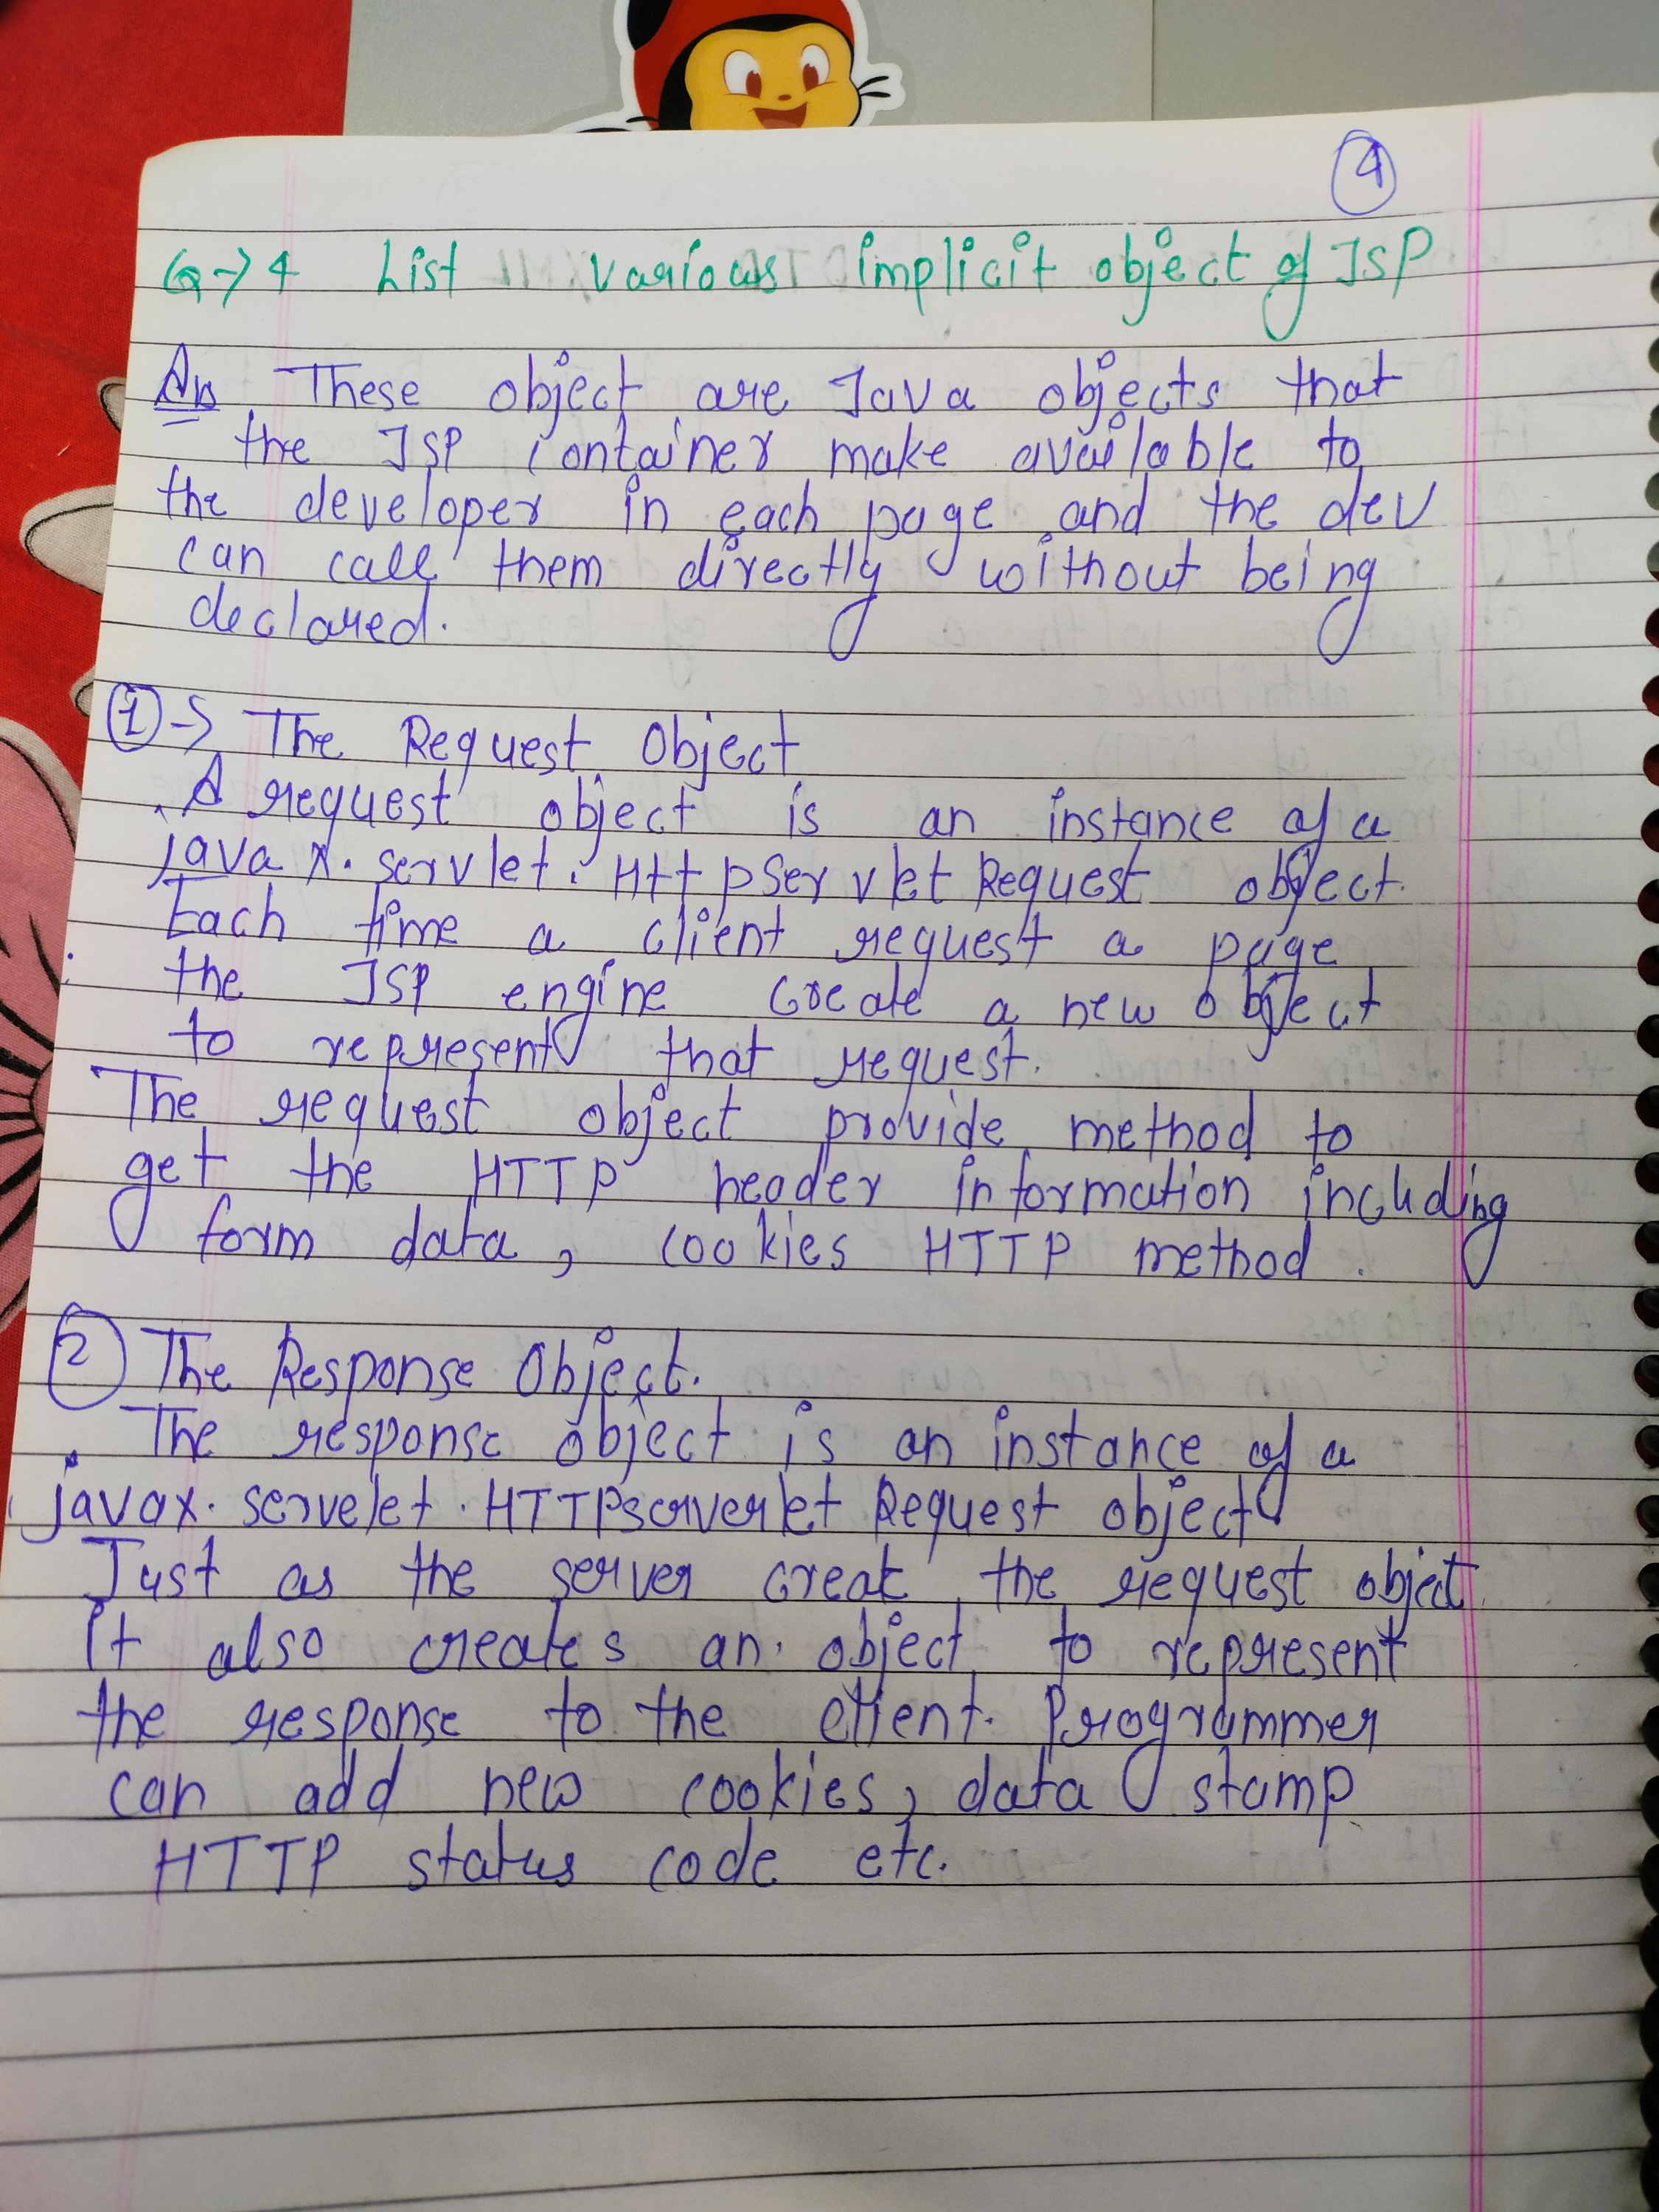 4
Q→4 List various implicit object of JSP
Ans These object are Java objects that
the JSP container make available to
the developer in each page and the dev
can call them directly without being
declared.
1 → The Request Object
. A request object is an instance of a
javax.servlet.HttpServletRequest object.
Each time a client request a page
the JSP engine create a new object
to represent that request.
The request object provide method to
get the HTTP header information including
form data, cookies HTTP method.
2 The Response Object.
. The response object is an instance of a
javax.servelet.HTTPserverlet Request object
Just as the server creat the request object
it also creates an object to represent
the response to the client. Programmer
can add new cookies, data stamp
HTTP status code etc.